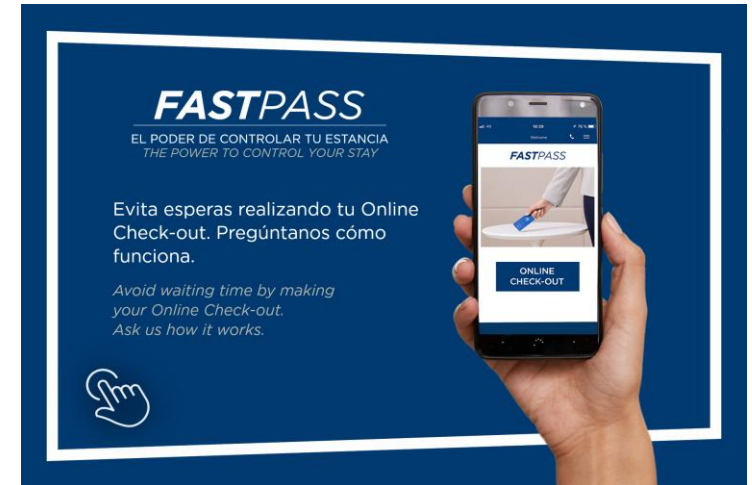 FASTPASS
EL PODER DE CONTROLAR TU ESTANCIA
THE POWER TO CONTROL YOUR STAY
Evita esperas realizando tu Online
Check-out. Pregúntanos cómo
funciona.
Avoid waiting time by making
your Online Check-out.
Ask us how it works.
FASTPASS
ONLINE
CHECK-OUT